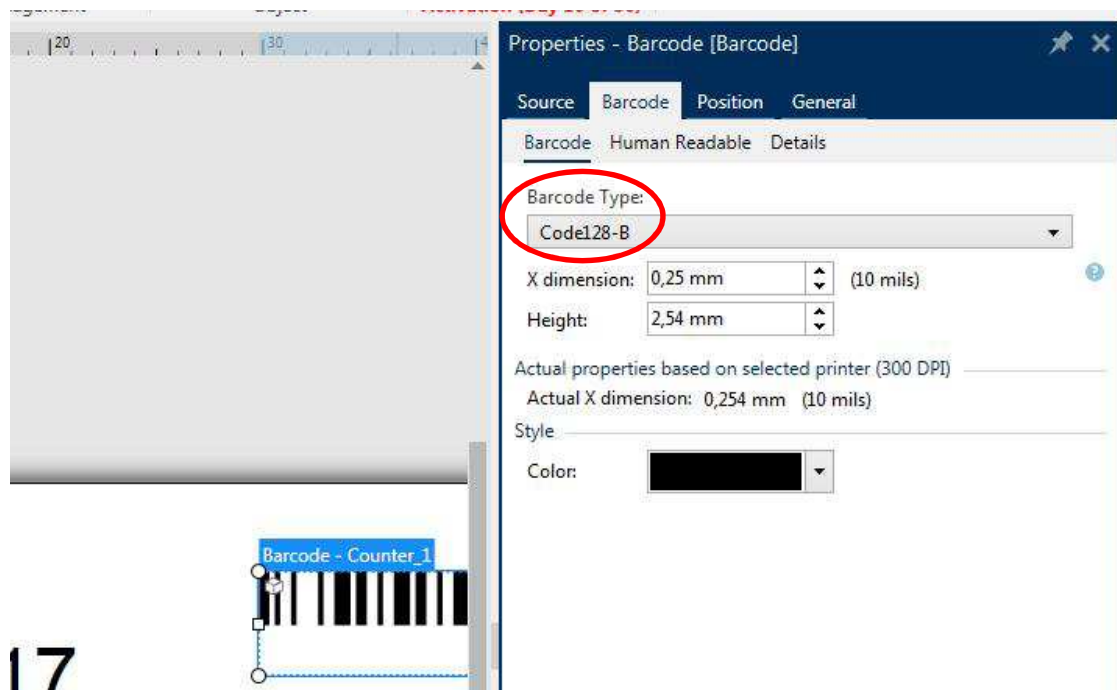 20 30
Properties - Barcode [Barcode]
Source Barcode Position General
Barcode Human Readable Details
Barcode Type:
Code128-B
X dimension: 0,25 mm (10 mils)
Height: 2,54 mm
Actual properties based on selected printer (300 DPI)
Actual X dimension: 0,254 mm (10 mils)
Style
Color:
Barcode - Counter_1
17